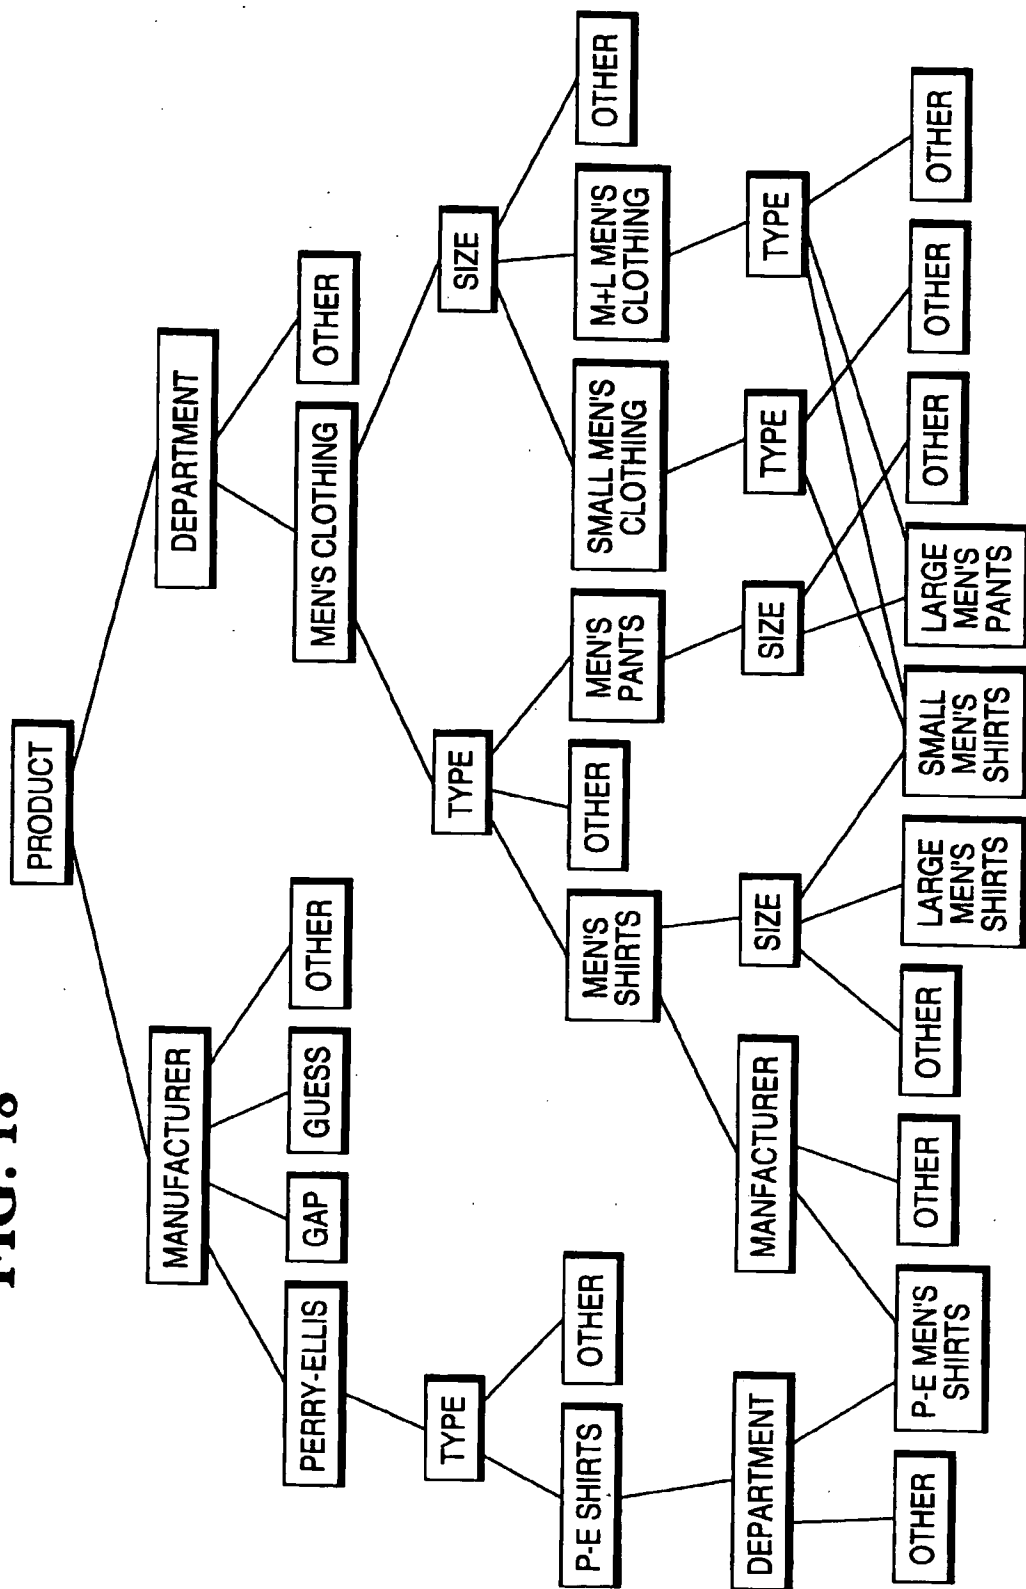 FIG. 18
PRODUCT
MANUFACTURER
DEPARTMENT
PERRY-ELLIS
GAP
GUESS
OTHER
MEN'S CLOTHING
OTHER
TYPE
TYPE
SIZE
P-E SHIRTS
OTHER
MEN'S
SHIRTS
OTHER
MEN'S
PANTS
SMALL MEN'S
CLOTHING
M+L MEN'S
CLOTHING
OTHER
DEPARTMENT
MANFACTURER
SIZE
SIZE
TYPE
TYPE
OTHER
P-E MEN'S
SHIRTS
OTHER
OTHER
LARGE
MEN'S
SHIRTS
SMALL
MEN'S
SHIRTS
LARGE
MEN'S
PANTS
OTHER
OTHER
OTHER